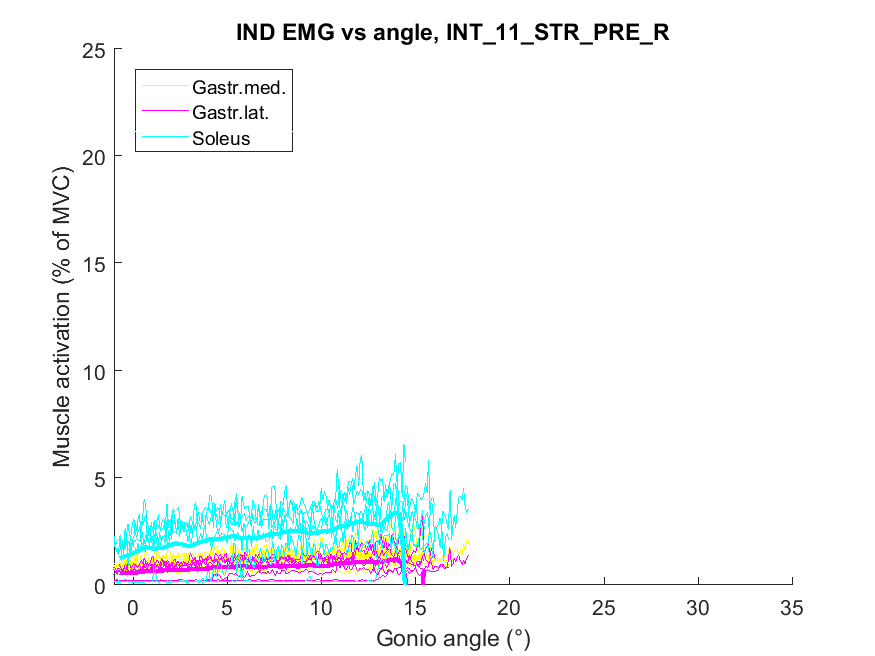 IND EMG vs angle, INT_11_STR_PRE_R
25
Gastr.med.
Gastr.lat.
Soleus
20
15
10
5
0
Muscle activation (% of MVC)
0 5 10 15 20 25 30 35
Gonio angle (°)